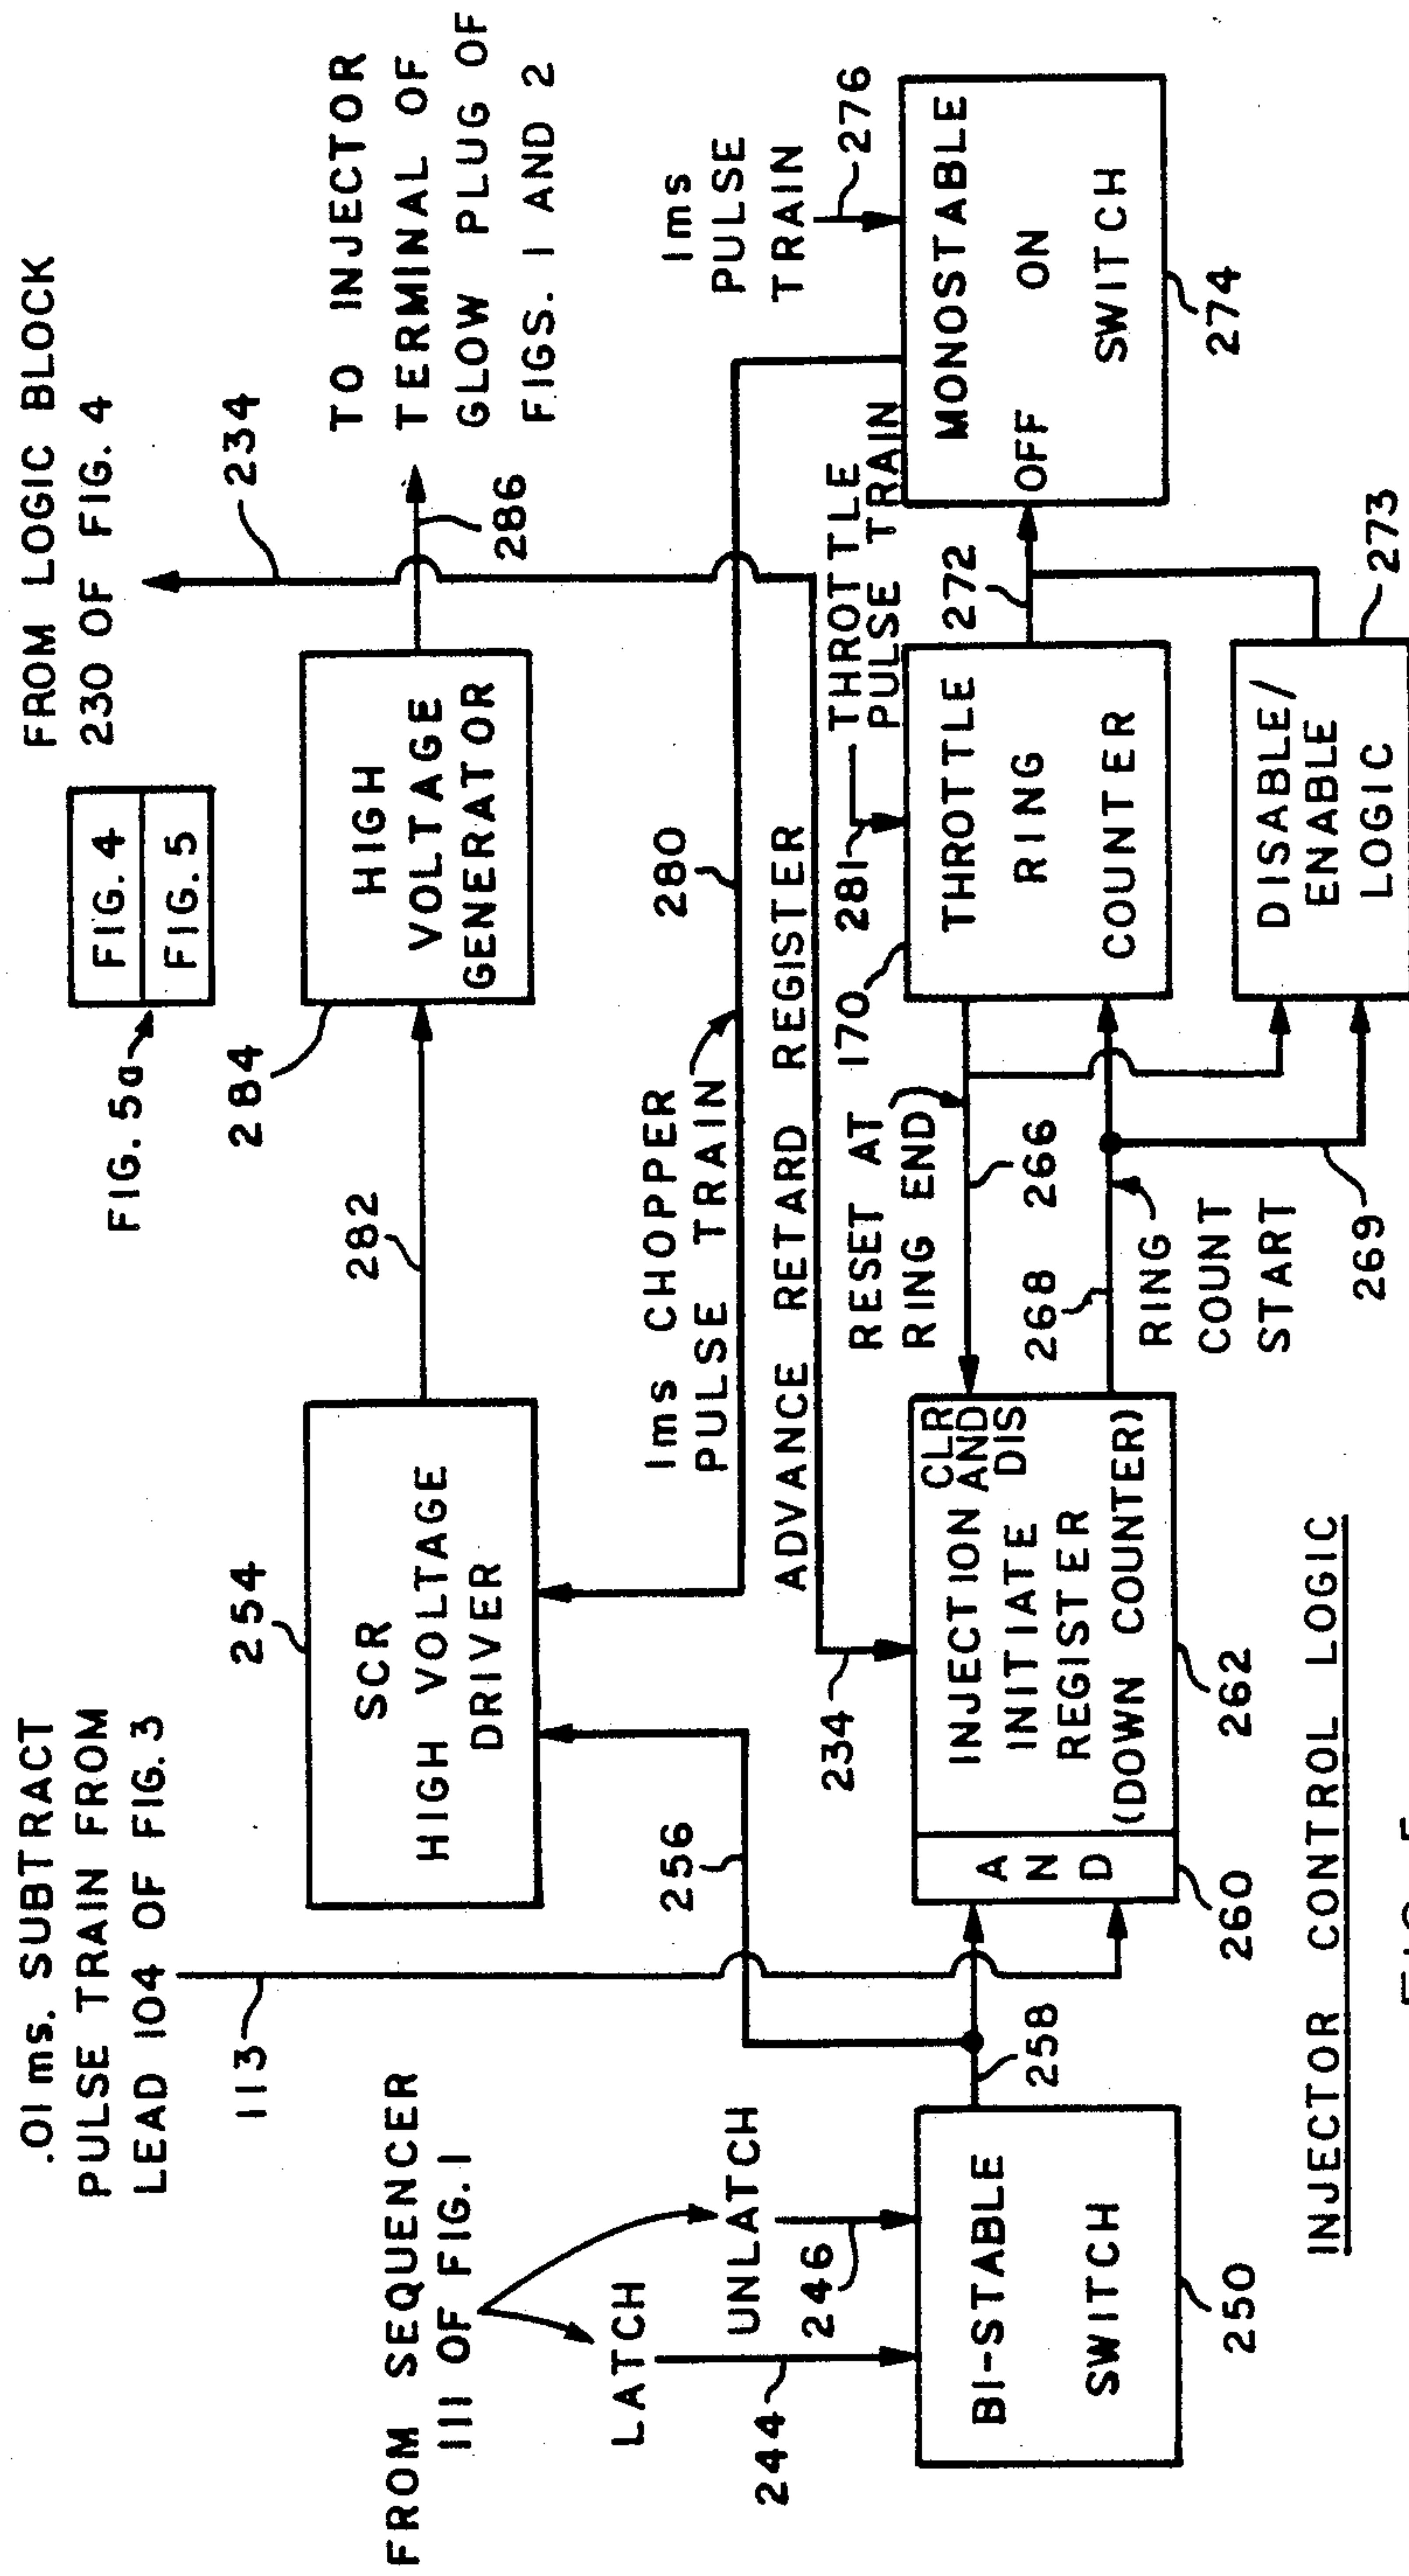 .01 ms. SUBTRACT
PULSE TRAIN FROM
LEAD 104 OF FIG. 3
113
FROM SEQUENCER
111 OF FIG. 1
LATCH
UNLATCH
244
246
BI-STABLE
SWITCH
250
258
256
254
SCR
HIGH VOLTAGE
DRIVER
282
FIG. 5a
FIG. 4
FIG. 5
284
HIGH
VOLTAGE
GENERATOR
286
FROM LOGIC BLOCK
230 OF FIG. 4
234
TO INJECTOR
TERMINAL OF
GLOW PLUG OF
FIGS. 1 AND 2
1ms CHOPPER
PULSE TRAIN
280
ADVANCE RETARD REGISTER
234
AND
260
INJECTION
INITIATE
REGISTER
(DOWN COUNTER)
CLR
AND
DIS
262
RESET AT
RING END
266
268
RING
COUNT
START
269
170
281
THROTTLE
PULSE TRAIN
THROTTLE
RING
COUNTER
272
DISABLE/
ENABLE
LOGIC
273
1ms
PULSE
TRAIN
276
MONOSTABLE
OFF ON
SWITCH
274
INJECTOR CONTROL LOGIC